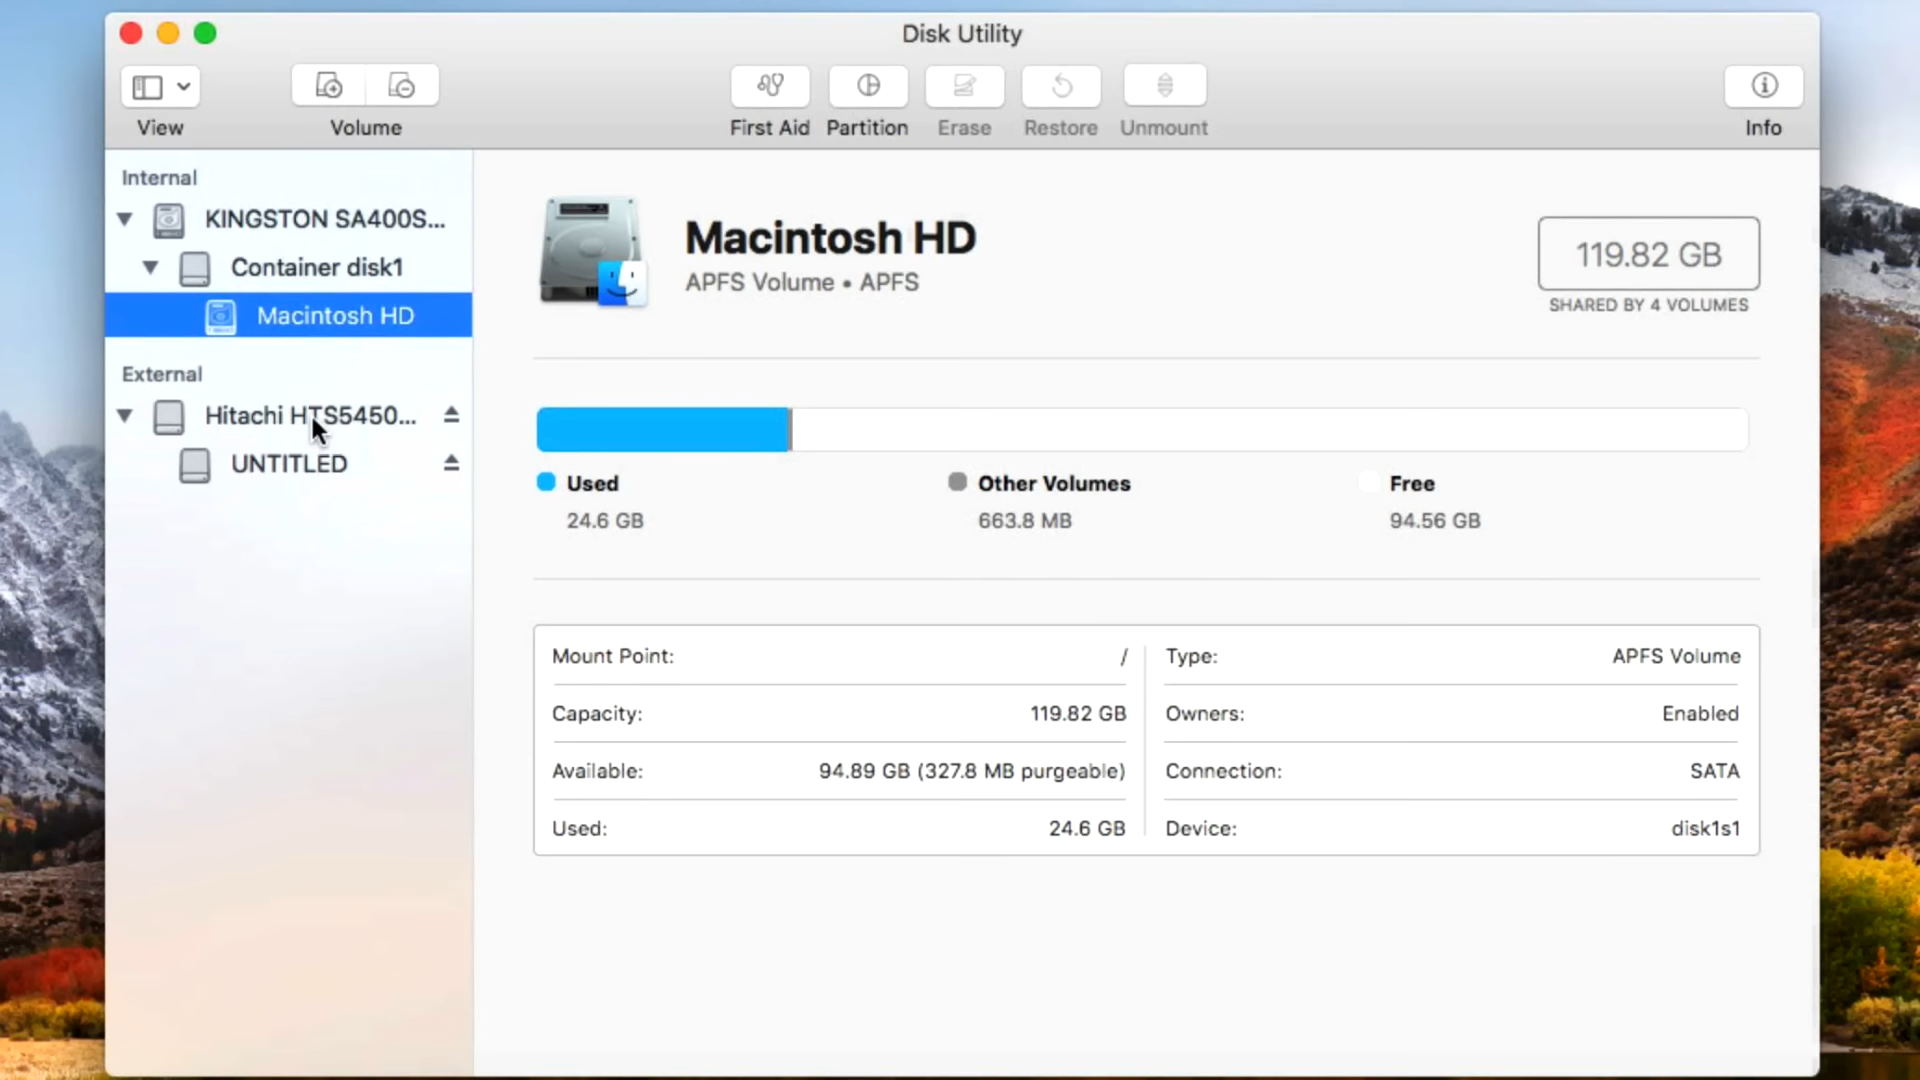 Disk Utility
View
Volume
First Aid
Partition
Erase
Restore
Unmount
Info
Internal
KINGSTON SA400S...
Container disk1
Macintosh HD
External
Hitachi HTS5450...
UNTITLED
Macintosh HD
APFS Volume • APFS
119.82 GB
SHARED BY 4 VOLUMES
Used
24.6 GB
Other Volumes
663.8 MB
Free
94.56 GB
Mount Point: /
Capacity: 119.82 GB
Available: 94.89 GB (327.8 MB purgeable)
Used: 24.6 GB
Type: APFS Volume
Owners: Enabled
Connection: SATA
Device: disk1s1